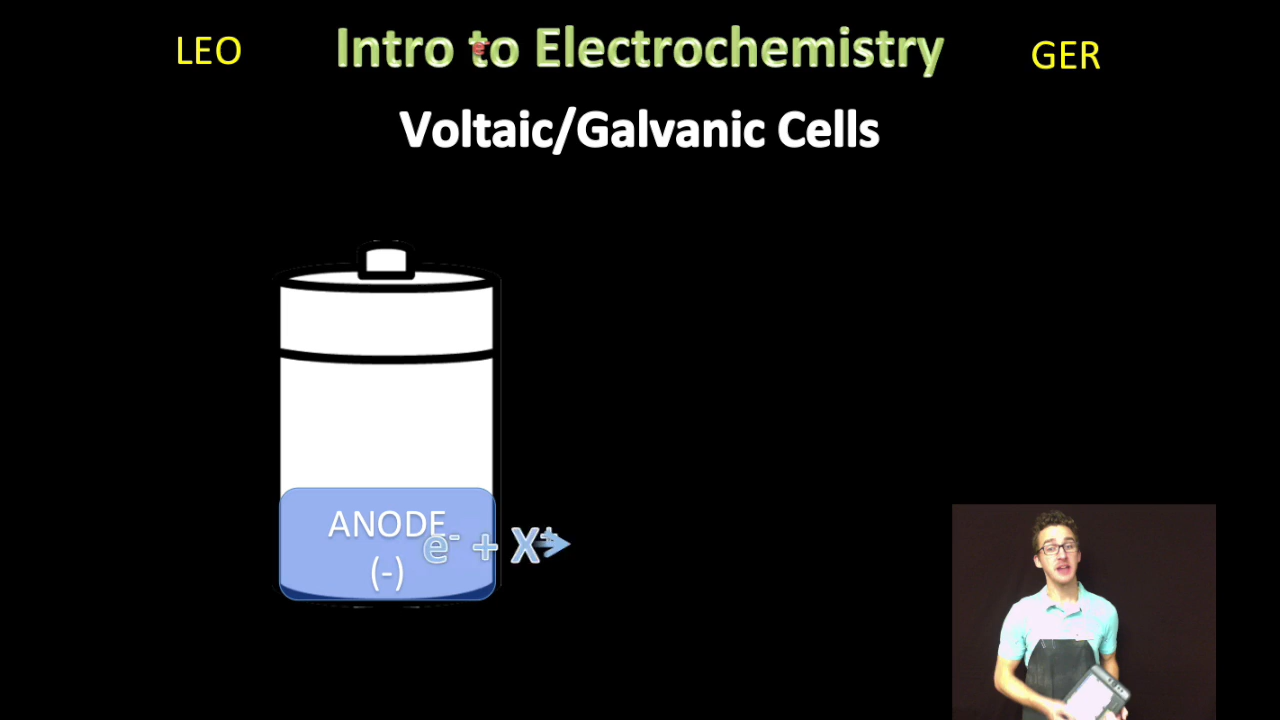 LEO
Intro to Electrochemistry
GER
Voltaic/Galvanic Cells
ANODE
e⁻ + X⁺
(-)